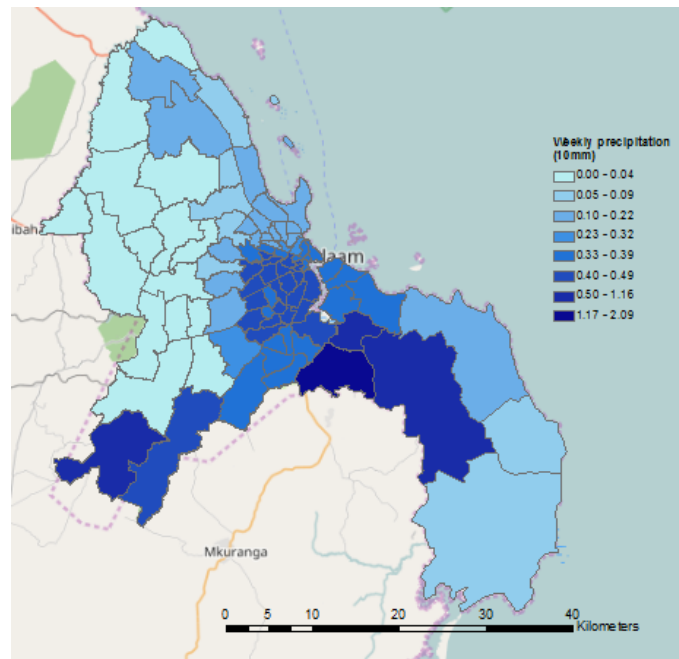 Weekly precipitation
(10mm)
0.00 - 0.04
0.05 - 0.09
0.10 - 0.22
0.23 - 0.32
0.33 - 0.39
0.40 - 0.49
0.50 - 1.16
1.17 - 2.09
ibaha
laam
Mkuranga
0 5 10 20 30 40
Kilometers